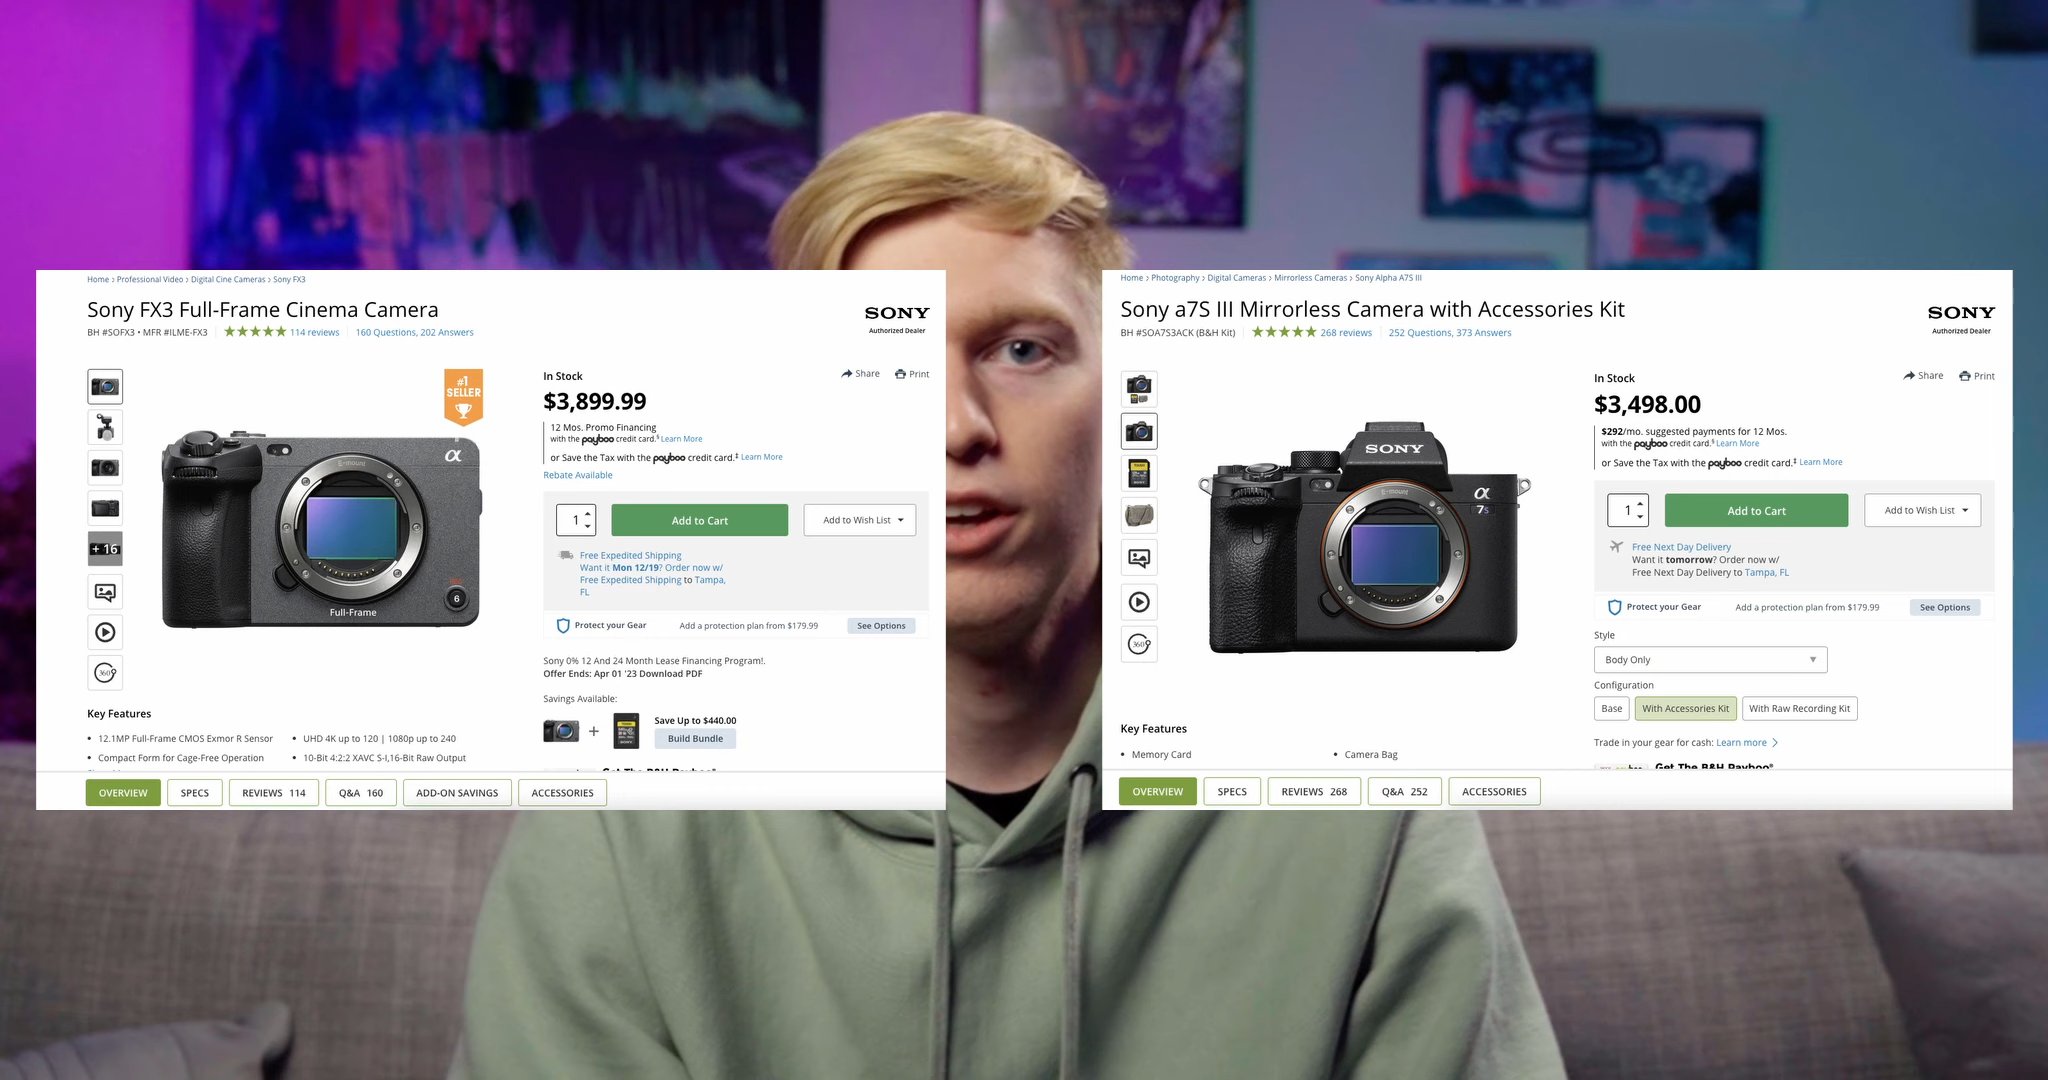 Home › Professional Video › Digital Cine Cameras › Sony FX3
Sony FX3 Full-Frame Cinema Camera
BH #SOFX3 • MFR #ILME-FX3
114 reviews
160 Questions, 202 Answers
SONY
Authorized Dealer
#1
SELLER
+ 16
360°
α
E-mount
Full-Frame
6
In Stock
Share
Print
$3,899.99
12 Mos. Promo Financing
with the payboo credit card.§ Learn More
or Save the Tax with the payboo credit card.‡ Learn More
Rebate Available
1
Add to Cart
Add to Wish List
Free Expedited Shipping
Want it Mon 12/19? Order now w/
Free Expedited Shipping to Tampa,
FL
Protect your Gear
Add a protection plan from $179.99
See Options
Sony 0% 12 And 24 Month Lease Financing Program!.
Offer Ends: Apr 01 '23 Download PDF
Savings Available:
+
Save Up to $440.00
Build Bundle
Key Features
• 12.1MP Full-Frame CMOS Exmor R Sensor
• UHD 4K up to 120 | 1080p up to 240
• Compact Form for Cage-Free Operation
• 10-Bit 4:2:2 XAVC S-I,16-Bit Raw Output
Get The B&H Payboo®
OVERVIEW
SPECS
REVIEWS 114
Q&A 160
ADD-ON SAVINGS
ACCESSORIES
Home › Photography › Digital Cameras › Mirrorless Cameras › Sony Alpha A7S III
Sony a7S III Mirrorless Camera with Accessories Kit
BH #SOA7S3ACK (B&H Kit)
268 reviews
252 Questions, 373 Answers
SONY
Authorized Dealer
360°
SONY
E-mount
α
7s
In Stock
Share
Print
$3,498.00
$292/mo. suggested payments for 12 Mos.
with the payboo credit card.§ Learn More
or Save the Tax with the payboo credit card.‡ Learn More
1
Add to Cart
Add to Wish List
Free Next Day Delivery
Want it tomorrow? Order now w/
Free Next Day Delivery to Tampa, FL
Protect your Gear
Add a protection plan from $179.99
See Options
Style
Body Only
Configuration
Base
With Accessories Kit
With Raw Recording Kit
Trade in your gear for cash: Learn more
Get The B&H Payboo®
Key Features
• Memory Card
• Camera Bag
OVERVIEW
SPECS
REVIEWS 268
Q&A 252
ACCESSORIES